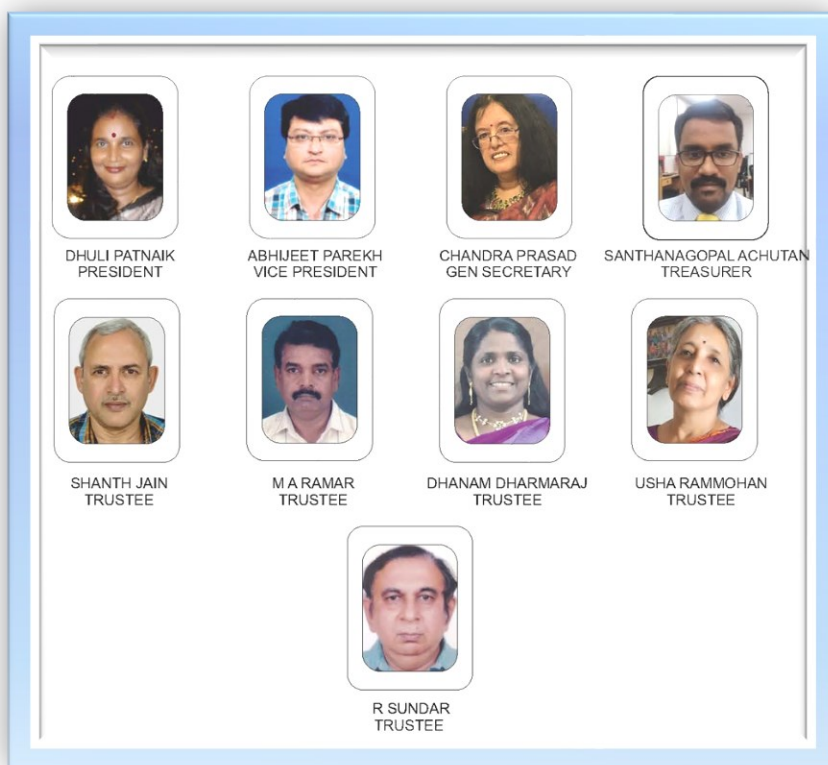 DHULI PATNAIK
PRESIDENT
ABHIJEET PAREKH
VICE PRESIDENT
CHANDRA PRASAD
GEN SECRETARY
SANTHANAGOPAL ACHUTAN
TREASURER
SHANTH JAIN
TRUSTEE
M A RAMAR
TRUSTEE
DHANAM DHARMARAJ
TRUSTEE
USHA RAMMOHAN
TRUSTEE
R SUNDAR
TRUSTEE